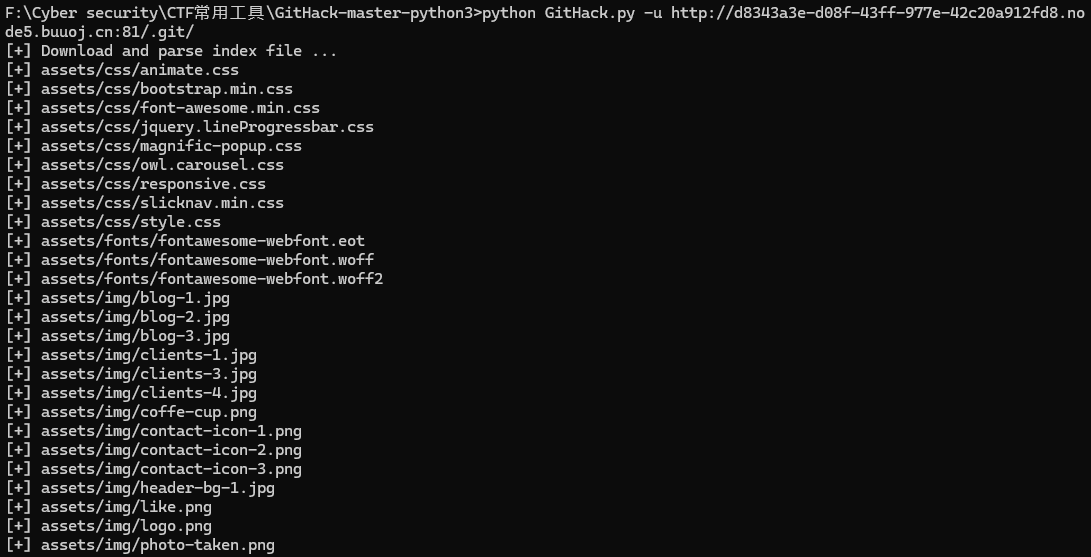 F:\Cyber security\CTF常用工具\GitHack-master-python3>python GitHack.py -u http://d8343a3e-d08f-43ff-977e-42c20a912fd8.no
de5.buuoj.cn:81/.git/
[+] Download and parse index file ...
[+] assets/css/animate.css
[+] assets/css/bootstrap.min.css
[+] assets/css/font-awesome.min.css
[+] assets/css/jquery.lineProgressbar.css
[+] assets/css/magnific-popup.css
[+] assets/css/owl.carousel.css
[+] assets/css/responsive.css
[+] assets/css/slicknav.min.css
[+] assets/css/style.css
[+] assets/fonts/fontawesome-webfont.eot
[+] assets/fonts/fontawesome-webfont.woff
[+] assets/fonts/fontawesome-webfont.woff2
[+] assets/img/blog-1.jpg
[+] assets/img/blog-2.jpg
[+] assets/img/blog-3.jpg
[+] assets/img/clients-1.jpg
[+] assets/img/clients-3.jpg
[+] assets/img/clients-4.jpg
[+] assets/img/coffe-cup.png
[+] assets/img/contact-icon-1.png
[+] assets/img/contact-icon-2.png
[+] assets/img/contact-icon-3.png
[+] assets/img/header-bg-1.jpg
[+] assets/img/like.png
[+] assets/img/logo.png
[+] assets/img/photo-taken.png